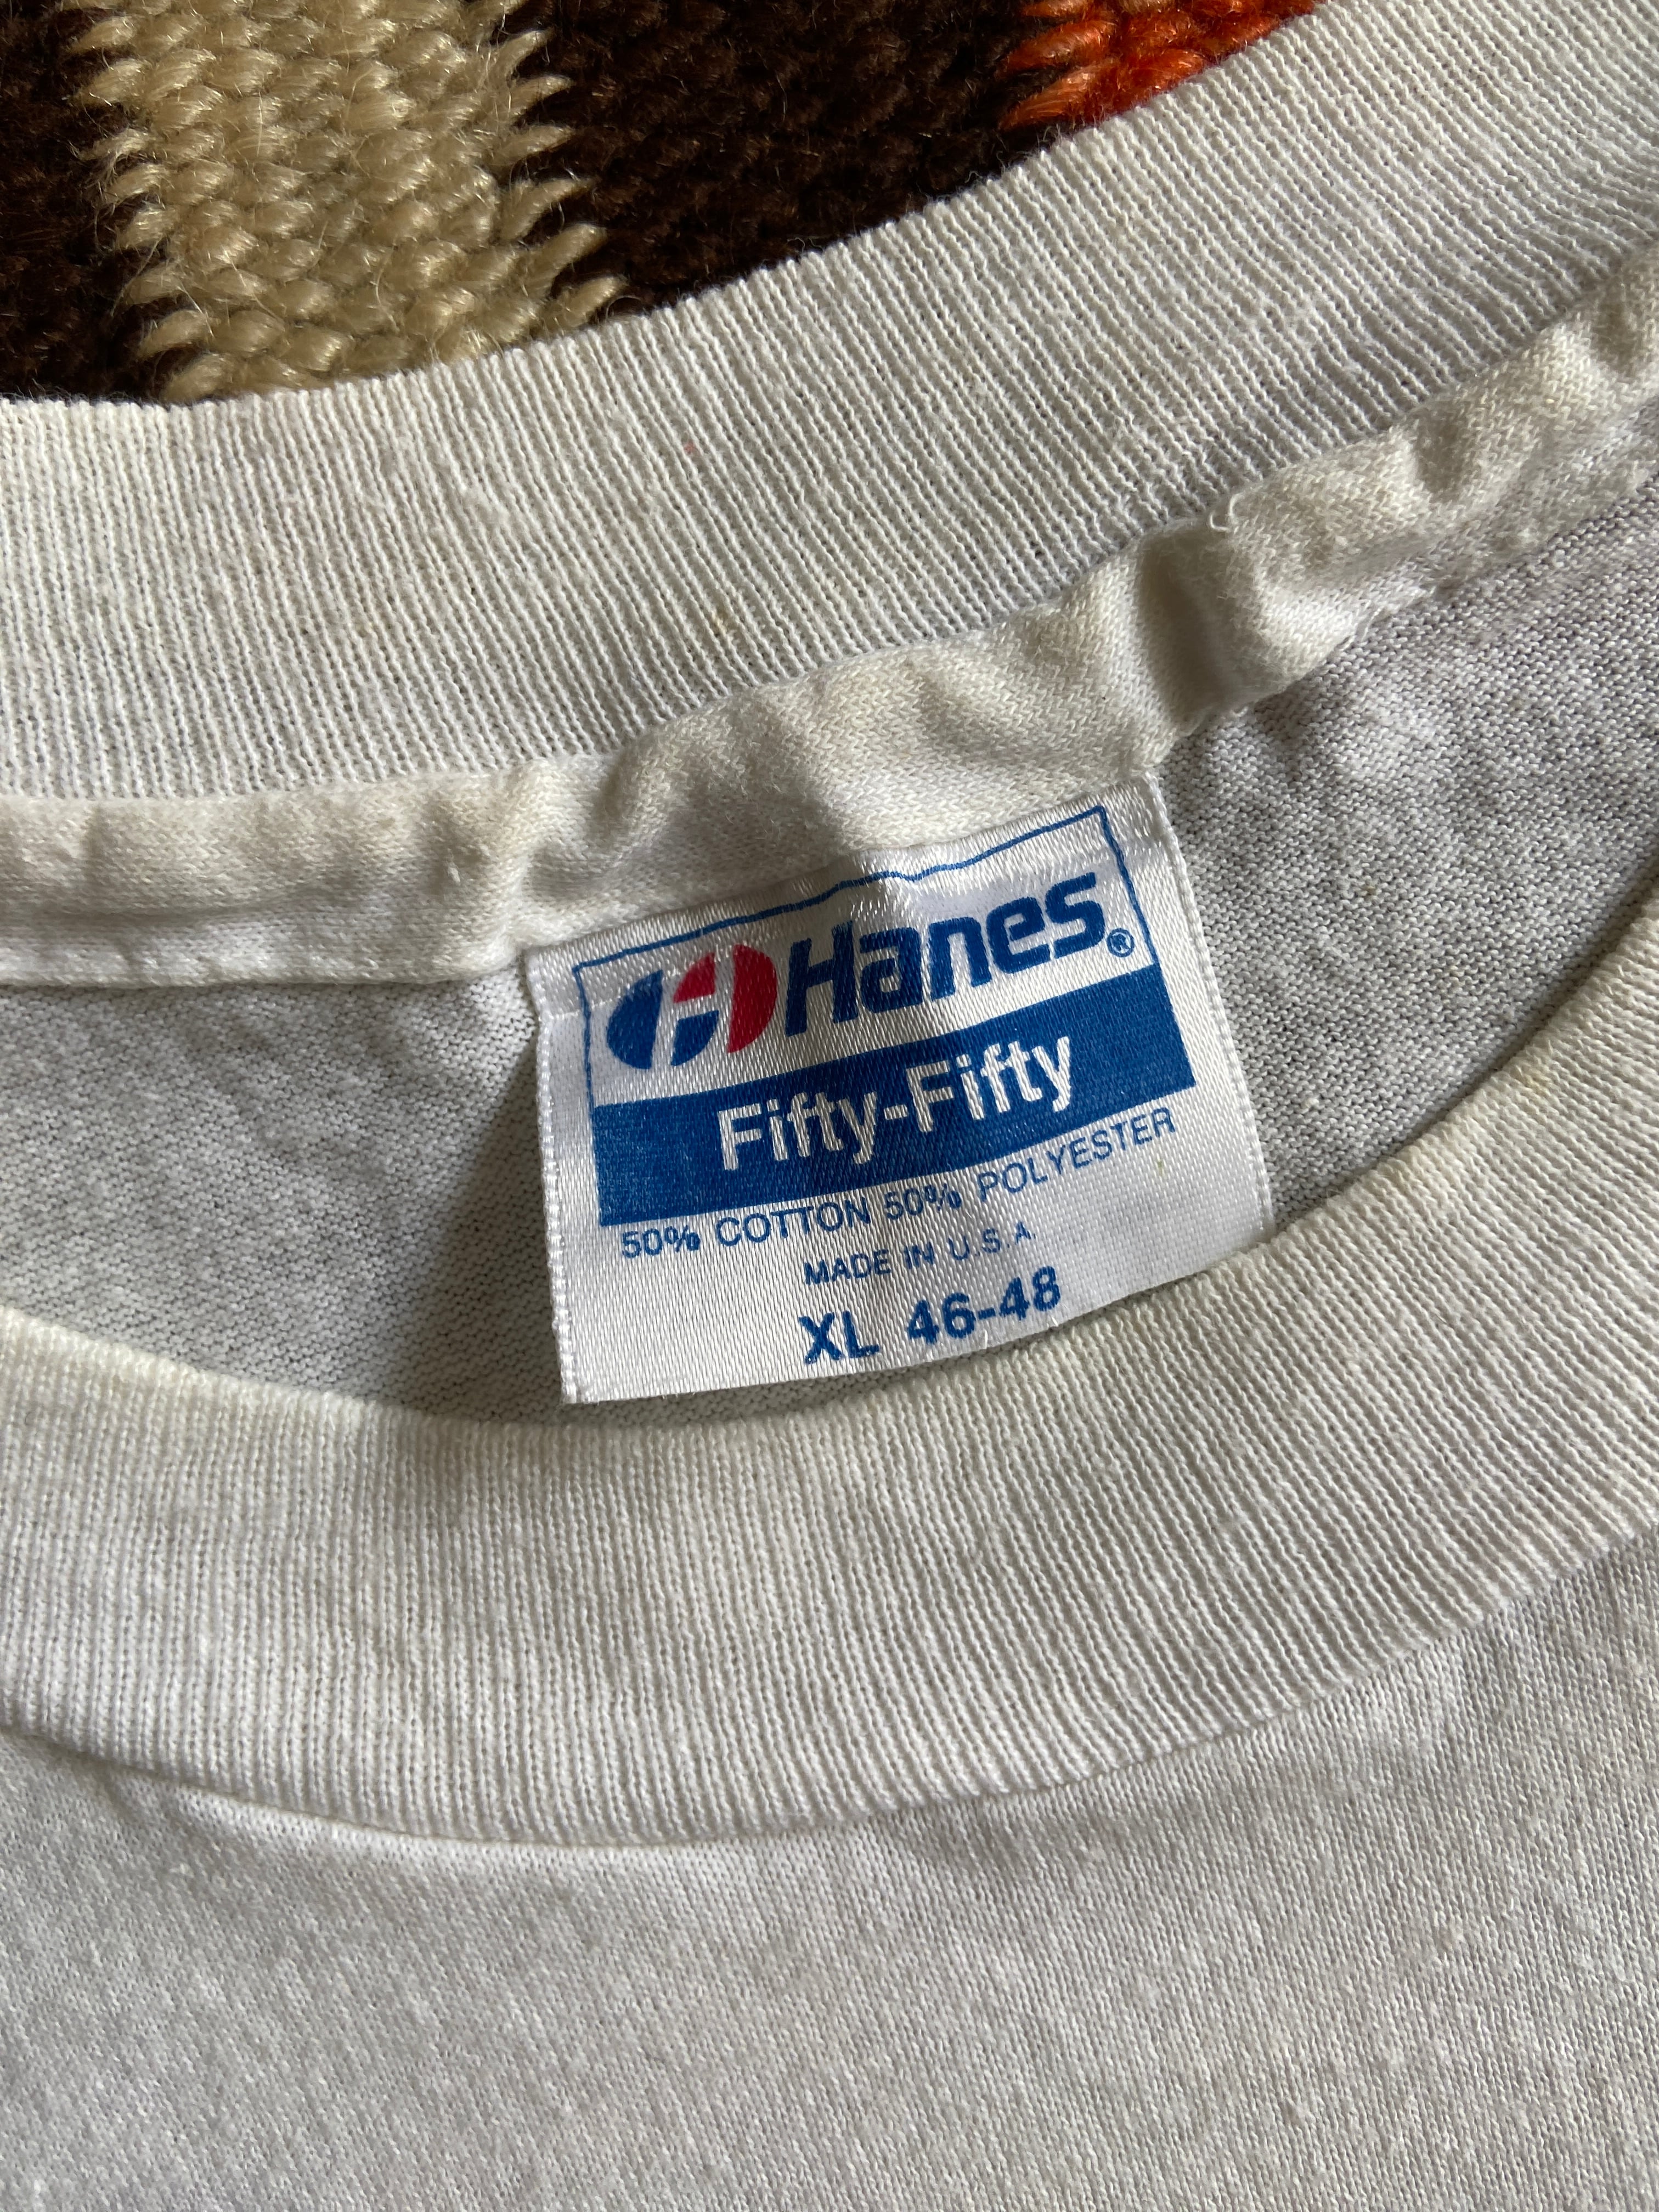 H Hanes®
Fifty-Fifty
50% COTTON 50% POLYESTER
MADE IN U.S.A.
XL 46-48